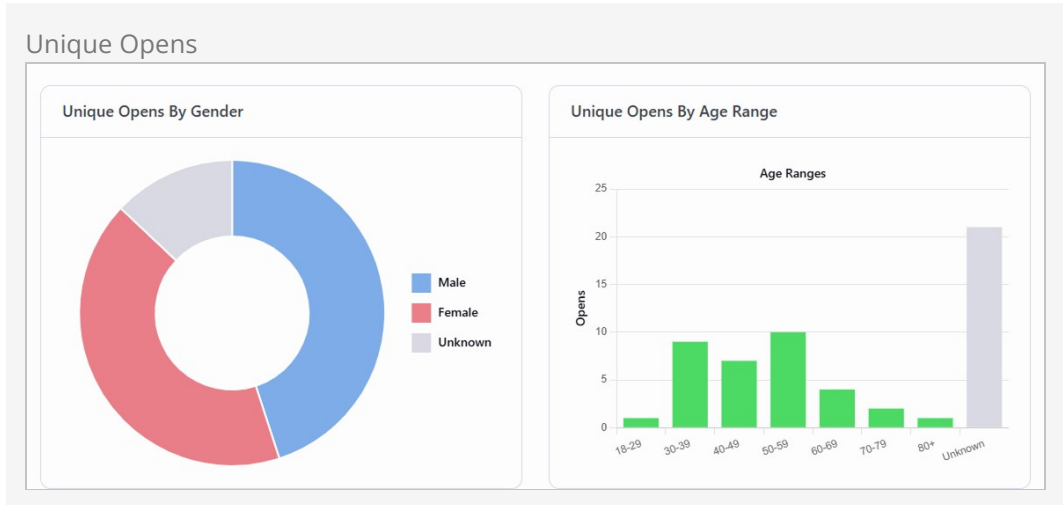 Unique Opens
Unique Opens By Gender
Male
Female
Unknown
Unique Opens By Age Range
Age Ranges
25
20
15
10
5
0
Opens
18-29
30-39
40-49
50-59
60-69
70-79
80+
Unknown